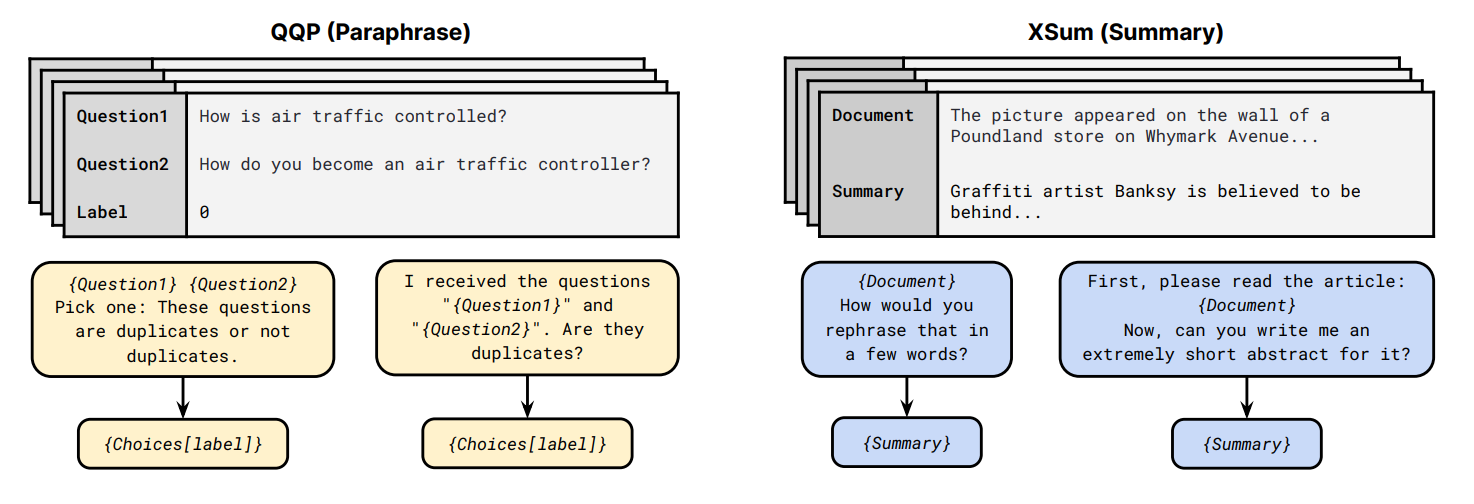 QQP (Paraphrase)
Question1 How is air traffic controlled?
Question2 How do you become an air traffic controller?
Label 0
{Question1} {Question2}
Pick one: These questions
are duplicates or not
duplicates.
{Choices[label]}
I received the questions
"{Question1}" and
"{Question2}". Are they
duplicates?
{Choices[label]}
XSum (Summary)
Document The picture appeared on the wall of a
Poundland store on Whymark Avenue...
Summary Graffiti artist Banksy is believed to be
behind...
{Document}
How would you
rephrase that in
a few words?
{Summary}
First, please read the article:
{Document}
Now, can you write me an
extremely short abstract for it?
{Summary}